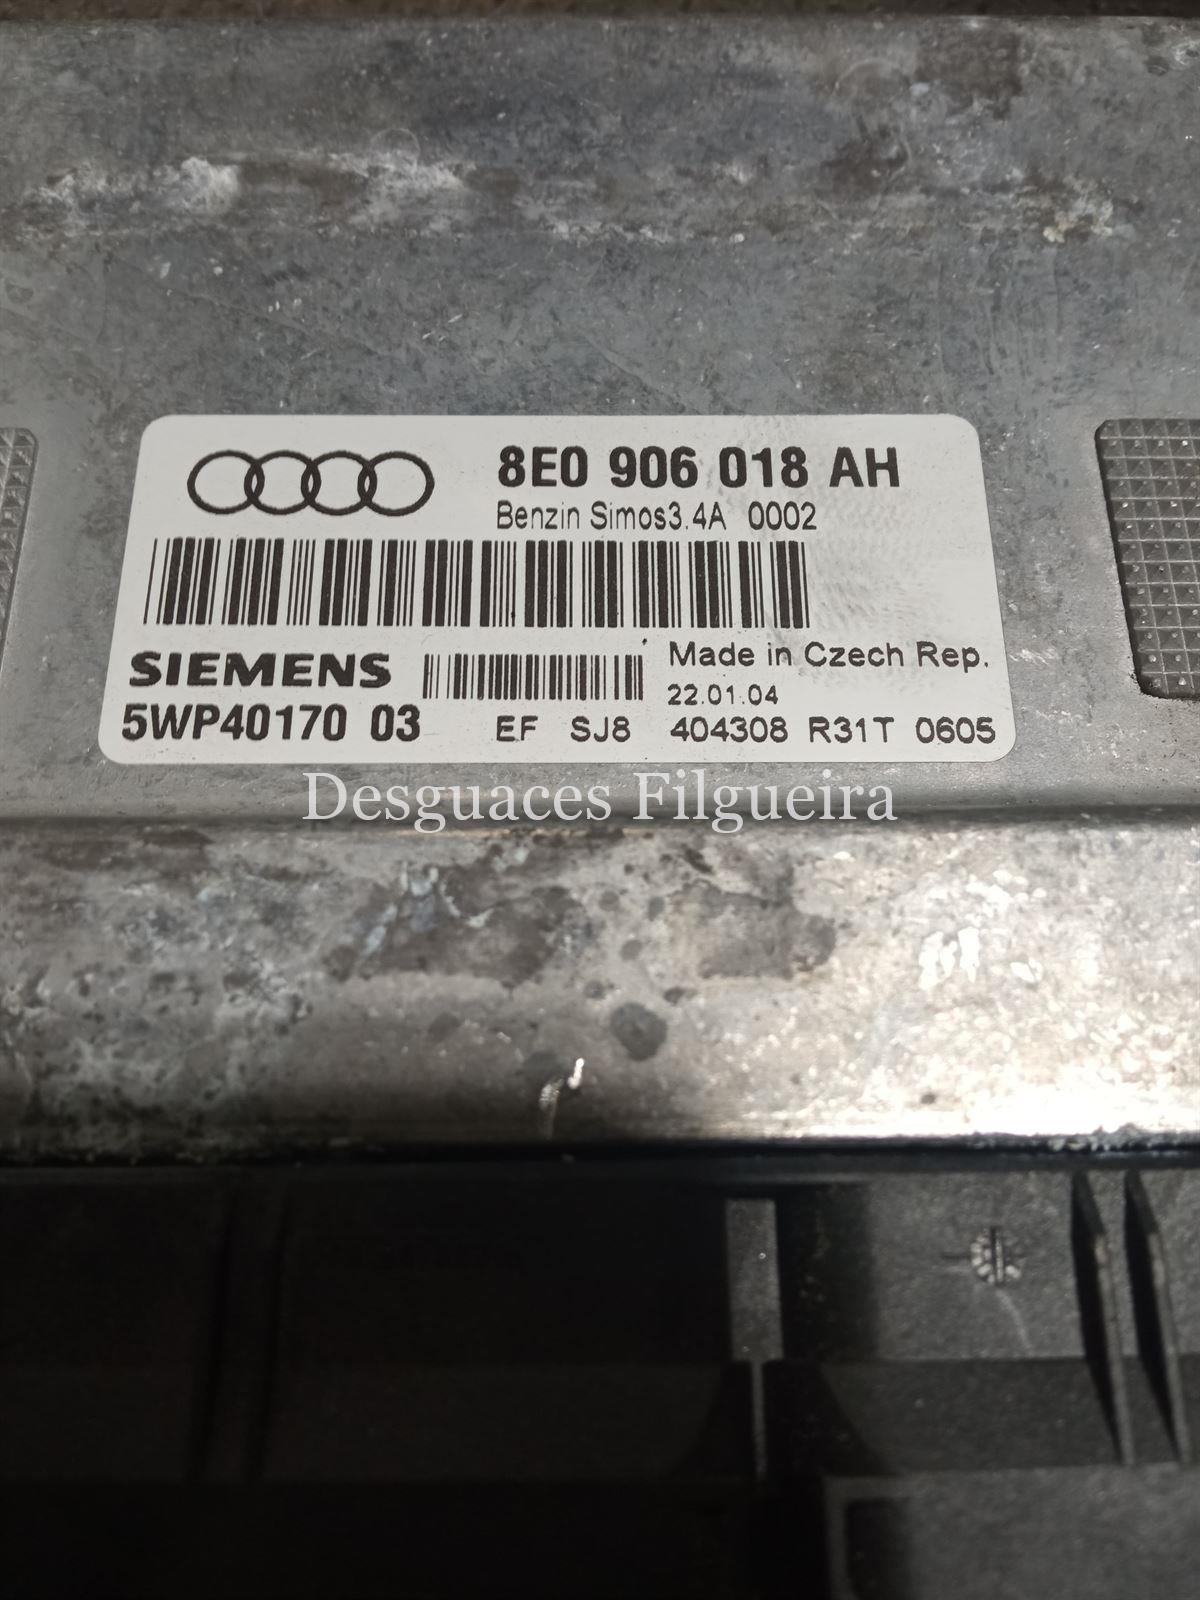 8E0 906 018 AH
Benzin Simos3.4A 0002
SIEMENS
Made in Czech Rep.
22.01.04
5WP40170 03
EF SJ8 404308 R31T 0605
Desguaces Filgueira